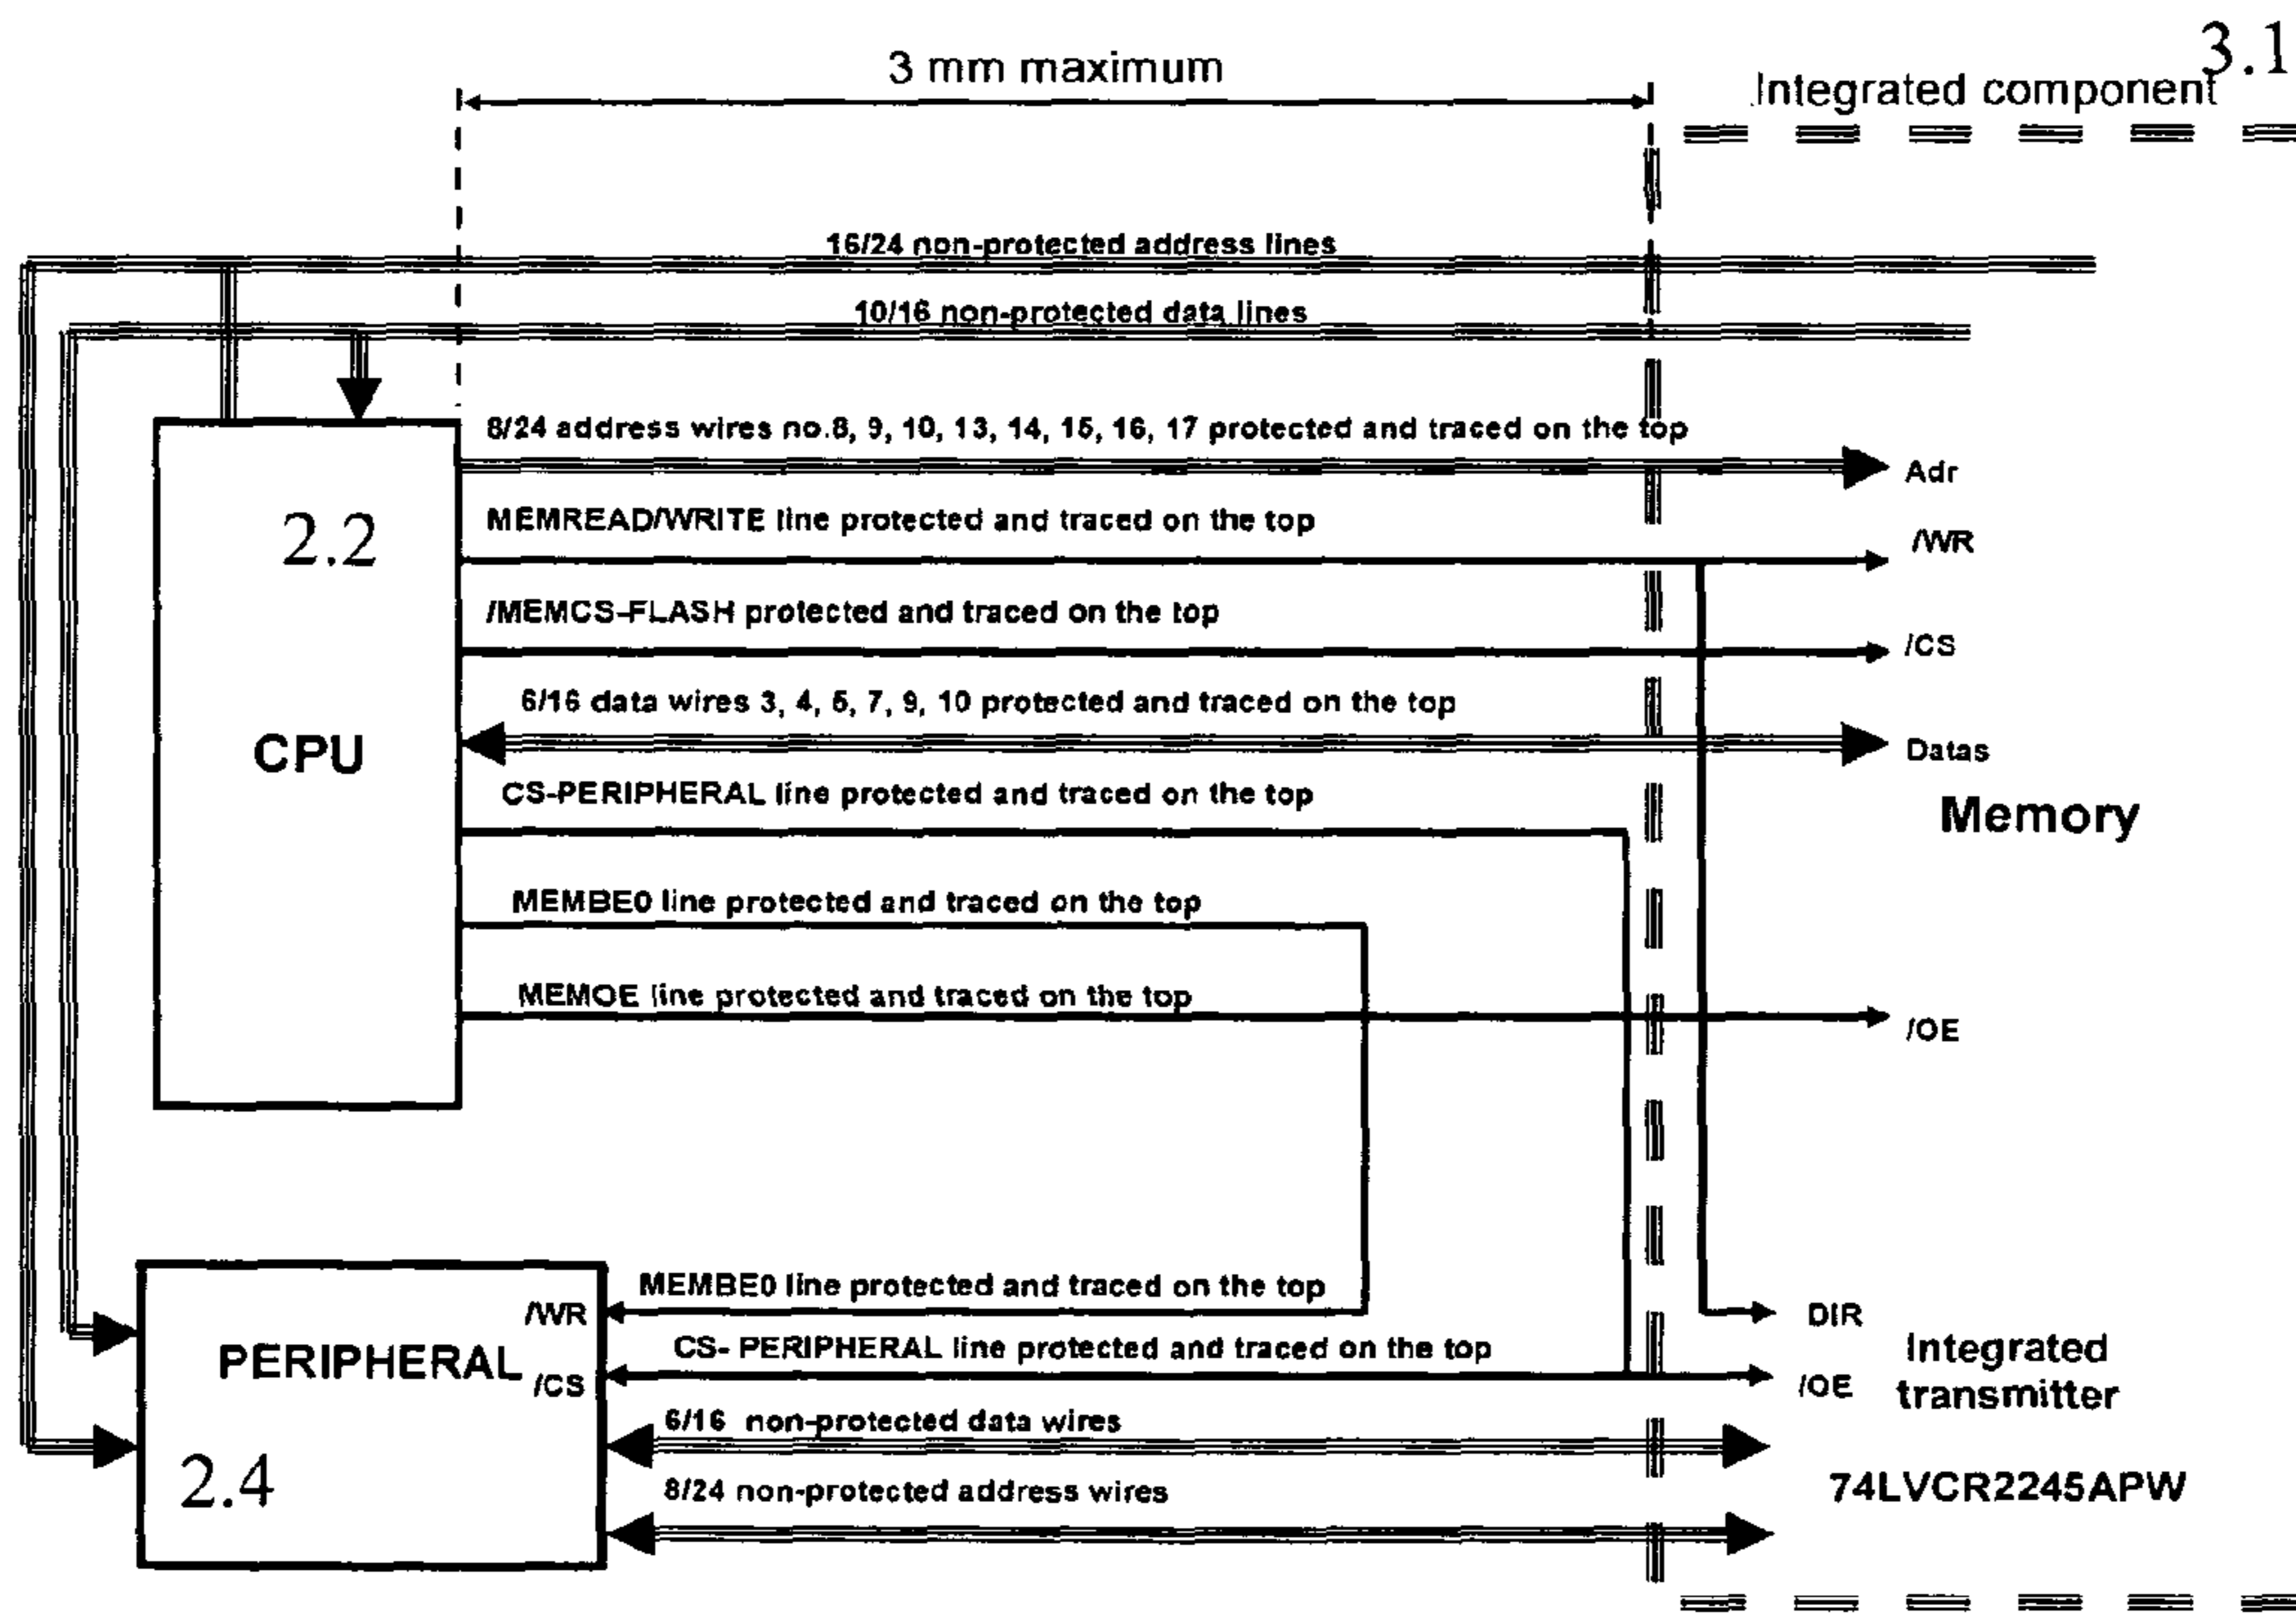 3.1
3 mm maximum
Integrated component
16/24 non-protected address lines
10/16 non-protected data lines
8/24 address wires no.8, 9, 10, 13, 14, 15, 16, 17 protected and traced on the top
Adr
2.2
MEMREAD/WRITE line protected and traced on the top
/WR
/MEMCS-FLASH protected and traced on the top
/CS
6/16 data wires 3, 4, 5, 7, 9, 10 protected and traced on the top
CPU
Datas
CS-PERIPHERAL line protected and traced on the top
Memory
MEMBE0 line protected and traced on the top
MEMOE line protected and traced on the top
/OE
MEMBE0 line protected and traced on the top
/WR
DIR
PERIPHERAL
CS- PERIPHERAL line protected and traced on the top
Integrated
transmitter
/CS
/OE
6/16 non-protected data wires
2.4
8/24 non-protected address wires
74LVCR2245APW